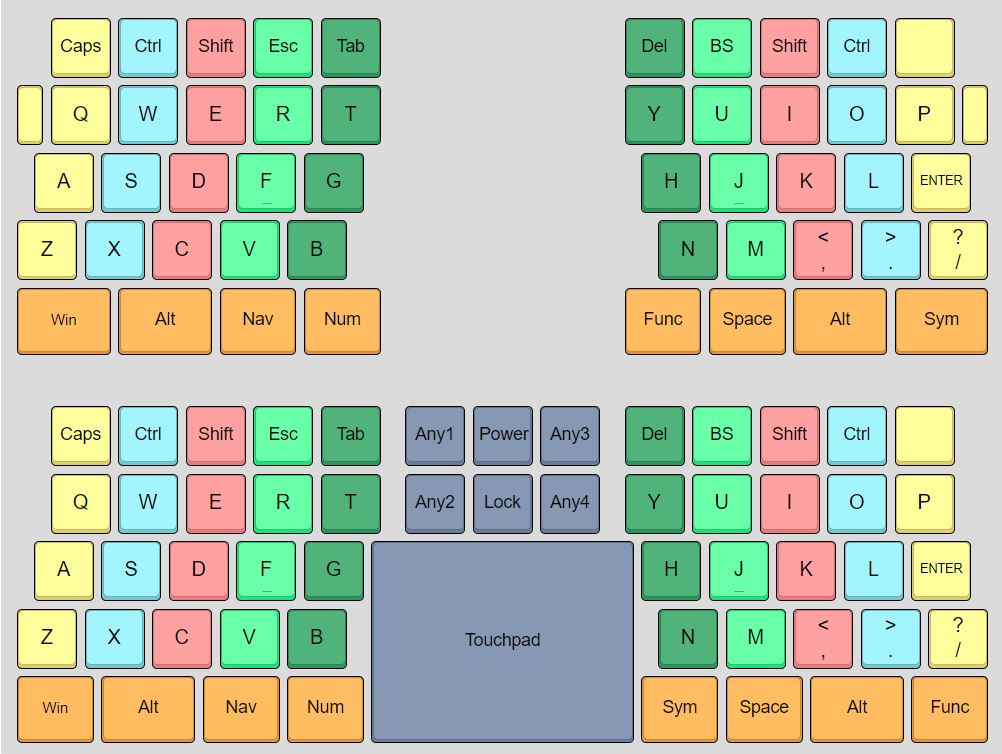 Caps Ctrl Shift Esc Tab Del BS Shift Ctrl
Q W E R T Y U I O P
A S D F _ G H J _ K L ENTER
Z X C V B N M < , > . ? /
Win Alt Nav Num Func Space Alt Sym
Caps Ctrl Shift Esc Tab Any1 Power Any3 Del BS Shift Ctrl
Q W E R T Any2 Lock Any4 Y U I O P
A S D F _ G H J _ K L ENTER
Z X C V B Touchpad N M < , > . ? /
Win Alt Nav Num Sym Space Alt Func